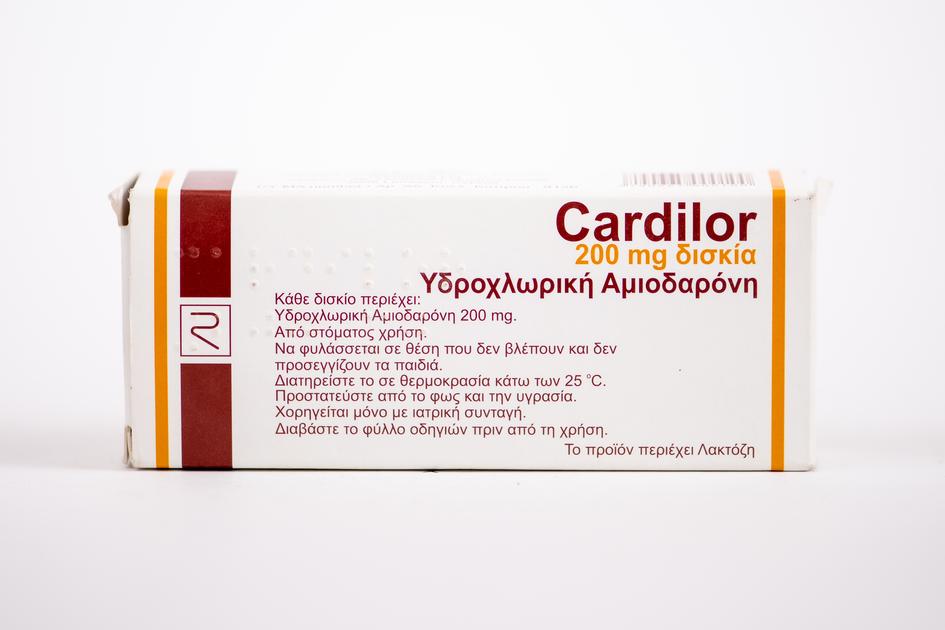 Cardilor
200 mg δισκία
Υδροχλωρική Αμιοδαρόνη
Κάθε δισκίο περιέχει:
Υδροχλωρική Αμιοδαρόνη 200 mg.
Από στόματος χρήση.
Να φυλάσσεται σε θέση που δεν βλέπουν και δεν
προσεγγίζουν τα παιδιά.
Διατηρείστε το σε θερμοκρασία κάτω των 25 °C.
Προστατεύστε από το φως και την υγρασία.
Χορηγείται μόνο με ιατρική συνταγή.
Διαβάστε το φύλλο οδηγιών πριν από τη χρήση.
Το προϊόν περιέχει Λακτόζη